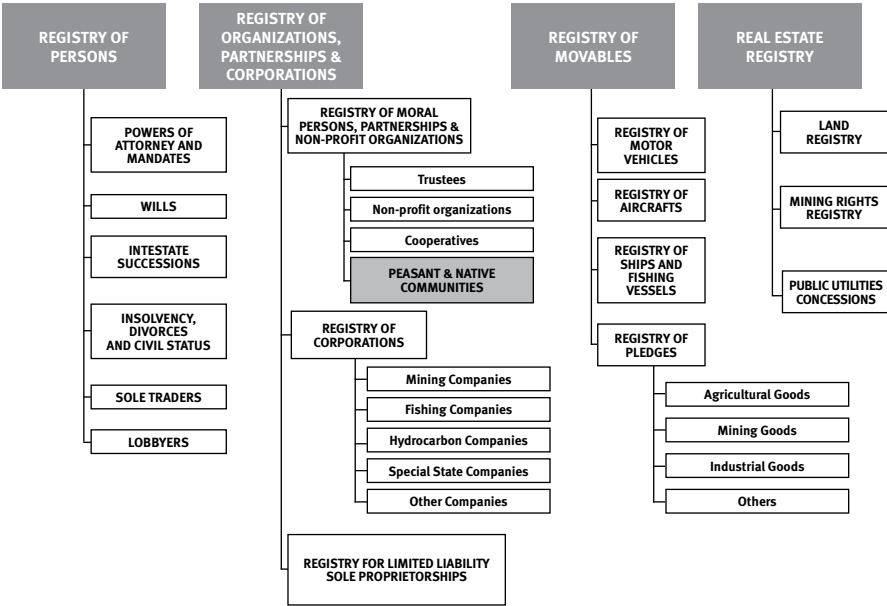 REGISTRY OF
PERSONS
POWERS OF
ATTORNEY AND
MANDATES
WILLS
INTESTATE
SUCCESSIONS
INSOLVENCY,
DIVORCES
AND CIVIL STATUS
SOLE TRADERS
LOBBYERS
REGISTRY OF
ORGANIZATIONS,
PARTNERSHIPS &
CORPORATIONS
REGISTRY OF MORAL
PERSONS, PARTNERSHIPS &
NON-PROFIT ORGANIZATIONS
Trustees
Non-profit organizations
Cooperatives
PEASANT & NATIVE
COMMUNITIES
REGISTRY OF
CORPORATIONS
Mining Companies
Fishing Companies
Hydrocarbon Companies
Special State Companies
Other Companies
REGISTRY FOR LIMITED LIABILITY
SOLE PROPRIETORSHIPS
REGISTRY OF
MOVABLES
REGISTRY OF
MOTOR
VEHICLES
REGISTRY OF
AIRCRAFTS
REGISTRY OF
SHIPS AND
FISHING
VESSELS
REGISTRY OF
PLEDGES
Agricultural Goods
Mining Goods
Industrial Goods
Others
REAL ESTATE
REGISTRY
LAND
REGISTRY
MINING RIGHTS
REGISTRY
PUBLIC UTILITIES
CONCESSIONS